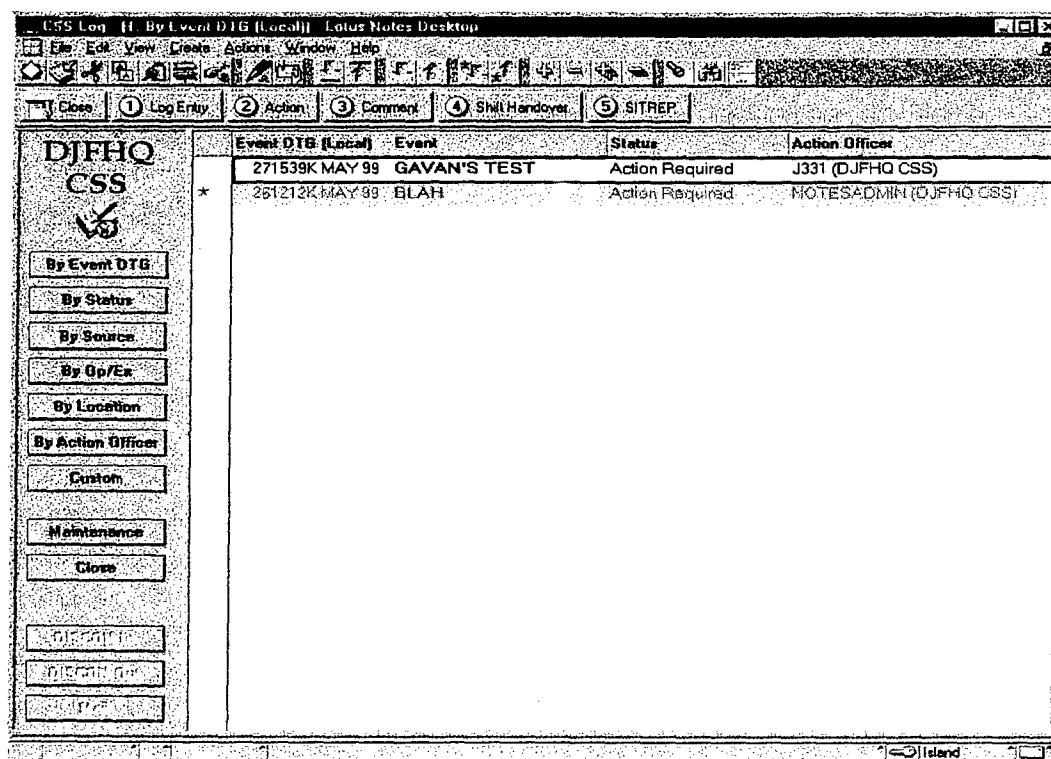 CSS Log - [1. By Event DTG (Local)] - Lotus Notes Desktop
File Edit View Create Actions Window Help
Close 1 Log Entry 2 Action 3 Comment 4 Shift Handover 5 SITREP
DJFHQ
CSS
Event DTG (Local) Event Status Action Officer
271539K MAY 99 GAVAN'S TEST Action Required J331 (DJFHQ CSS)
* 261212K MAY 99 BLAH Action Required NOTESADMIN (DJFHQ CSS)
By Event DTG
By Status
By Source
By Op/Ex
By Location
By Action Officer
Custom
Maintenance
Close
Island